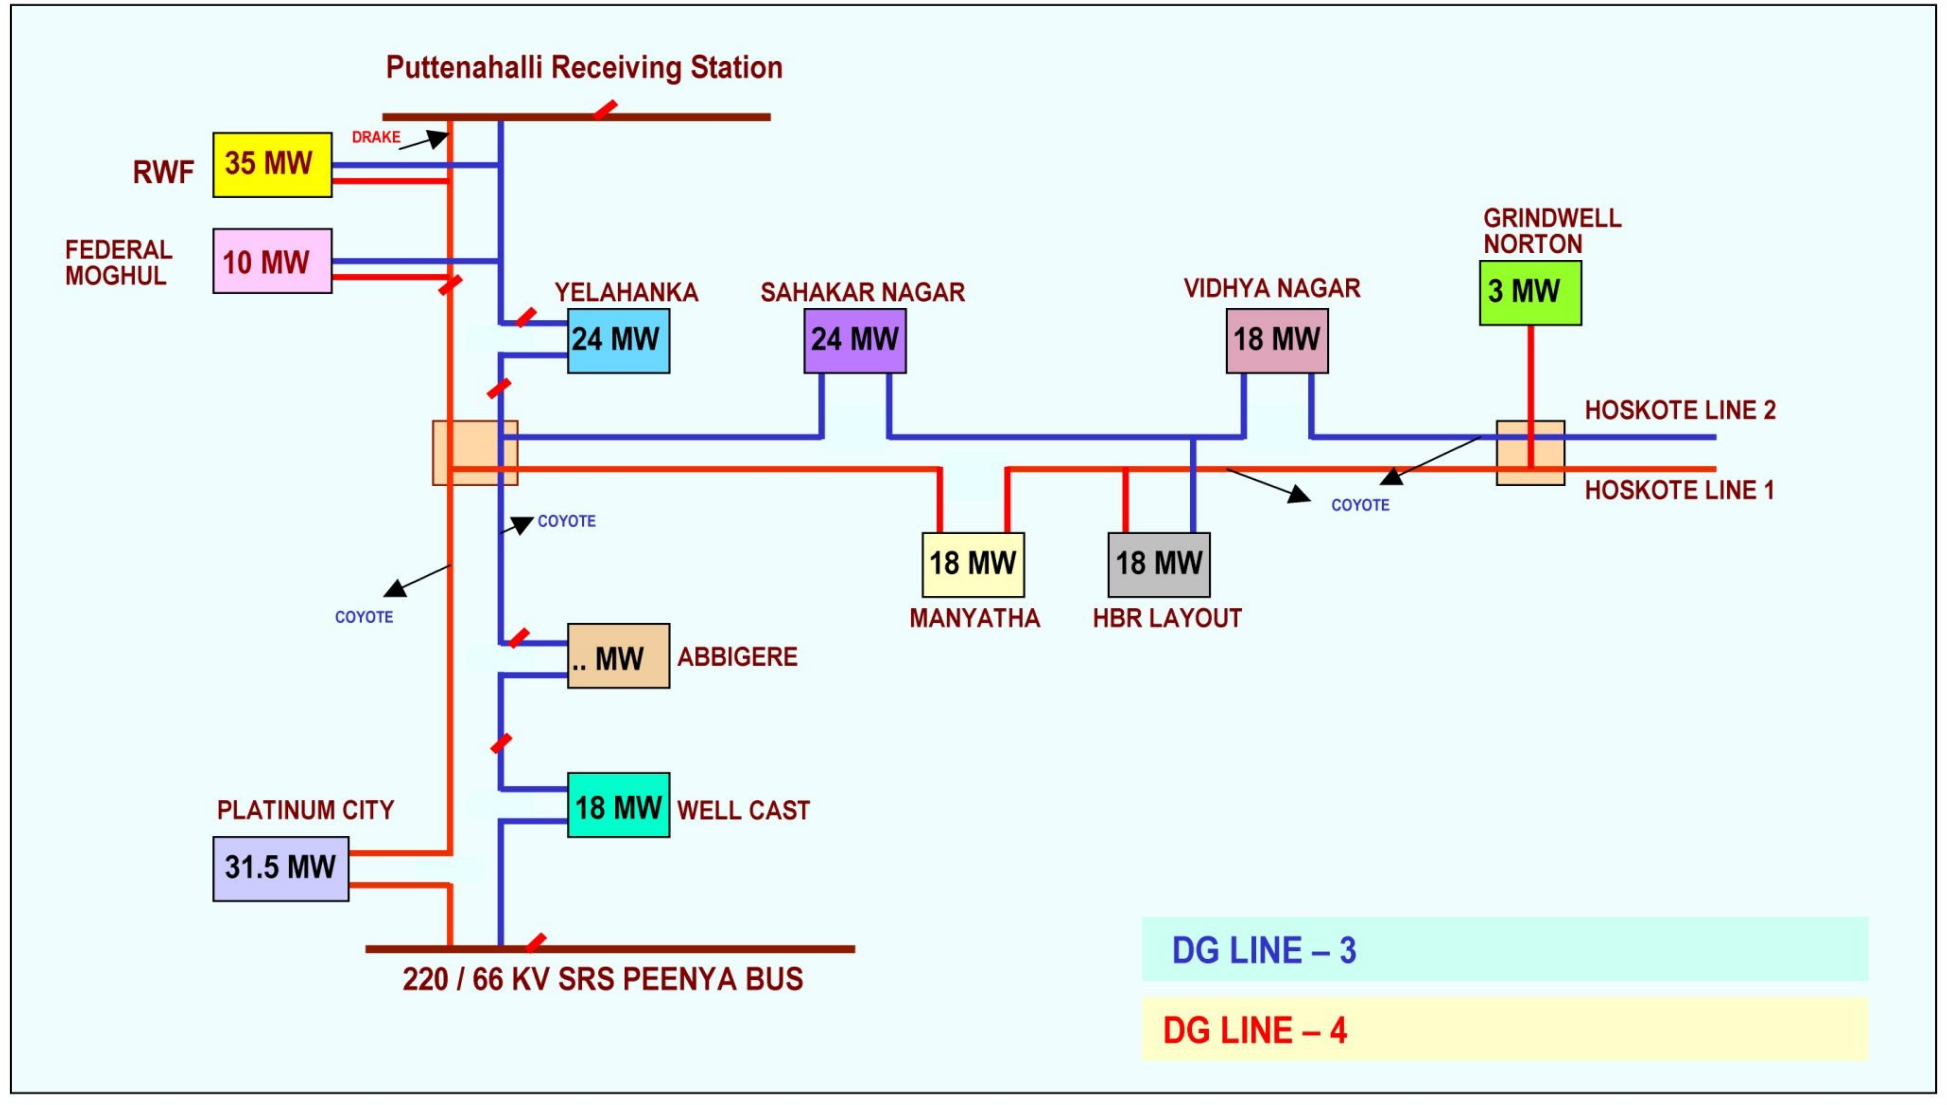 Puttenahalli Receiving Station
DRAKE
RWF
35 MW
FEDERAL
MOGHUL
10 MW
YELAHANKA
24 MW
SAHAKAR NAGAR
24 MW
VIDHYA NAGAR
18 MW
GRINDWELL
NORTON
3 MW
HOSKOTE LINE 2
HOSKOTE LINE 1
COYOTE
COYOTE
COYOTE
18 MW
MANYATHA
18 MW
HBR LAYOUT
.. MW
ABBIGERE
PLATINUM CITY
31.5 MW
18 MW
WELL CAST
220 / 66 KV SRS PEENYA BUS
DG LINE – 3
DG LINE – 4